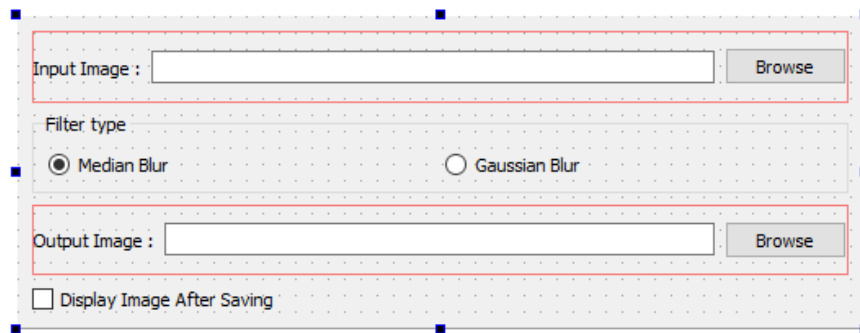 Input Image : Browse
Filter type
Median Blur Gaussian Blur
Output Image : Browse
Display Image After Saving